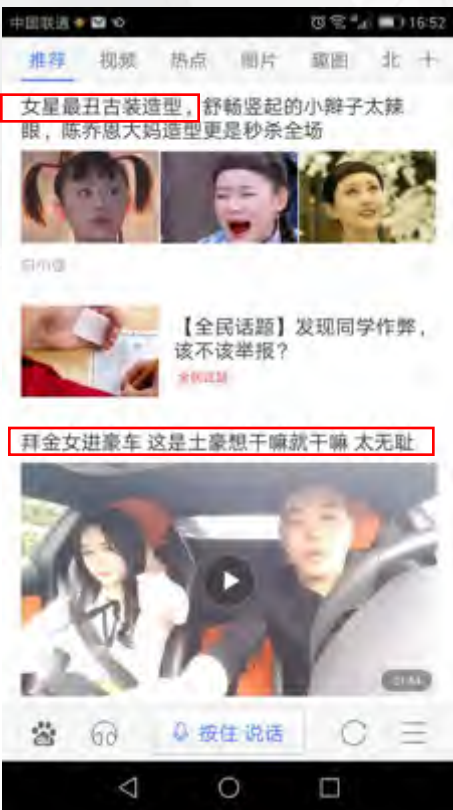 中国联通 16:52
推荐 视频 热点 图片 趣图 北
女星最丑古装造型，舒畅竖起的小辫子太辣
眼，陈乔恩大妈造型更是秒杀全场
【全民话题】发现同学作弊，
该不该举报？
全民话题
拜金女进豪车 这是土豪想干嘛就干嘛 太无耻
按住 说话